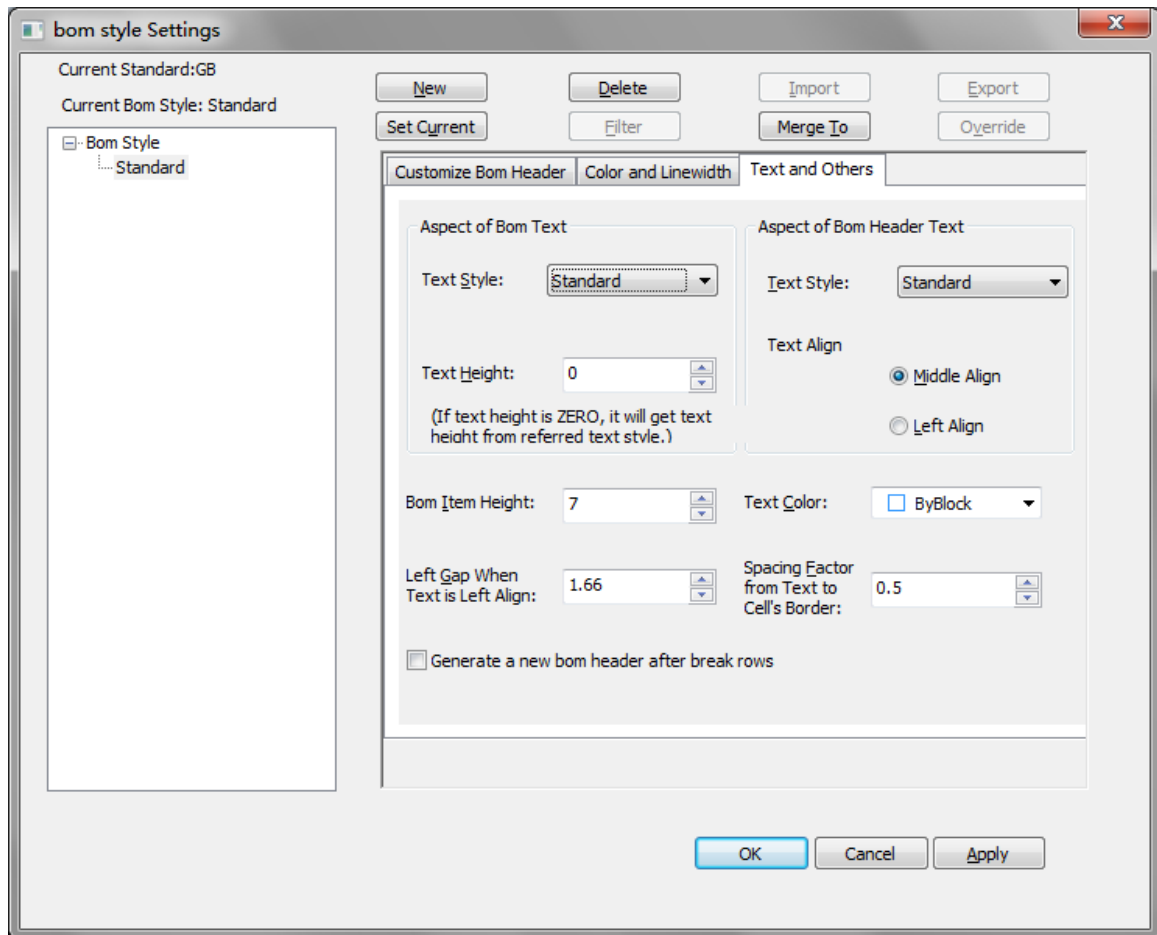 bom style Settings
Current Standard:GB
Current Bom Style: Standard
Bom Style
Standard
New
Delete
Import
Export
Set Current
Filter
Merge To
Override
Customize Bom Header
Color and Linewidth
Text and Others
Aspect of Bom Text
Text Style:
Standard
Text Height:
0
(If text height is ZERO, it will get text
height from referred text style.)
Aspect of Bom Header Text
Text Style:
Standard
Text Align
Middle Align
Left Align
Bom Item Height:
7
Text Color:
ByBlock
Left Gap When
Text is Left Align:
1.66
Spacing Factor
from Text to
Cell's Border:
0.5
Generate a new bom header after break rows
OK
Cancel
Apply